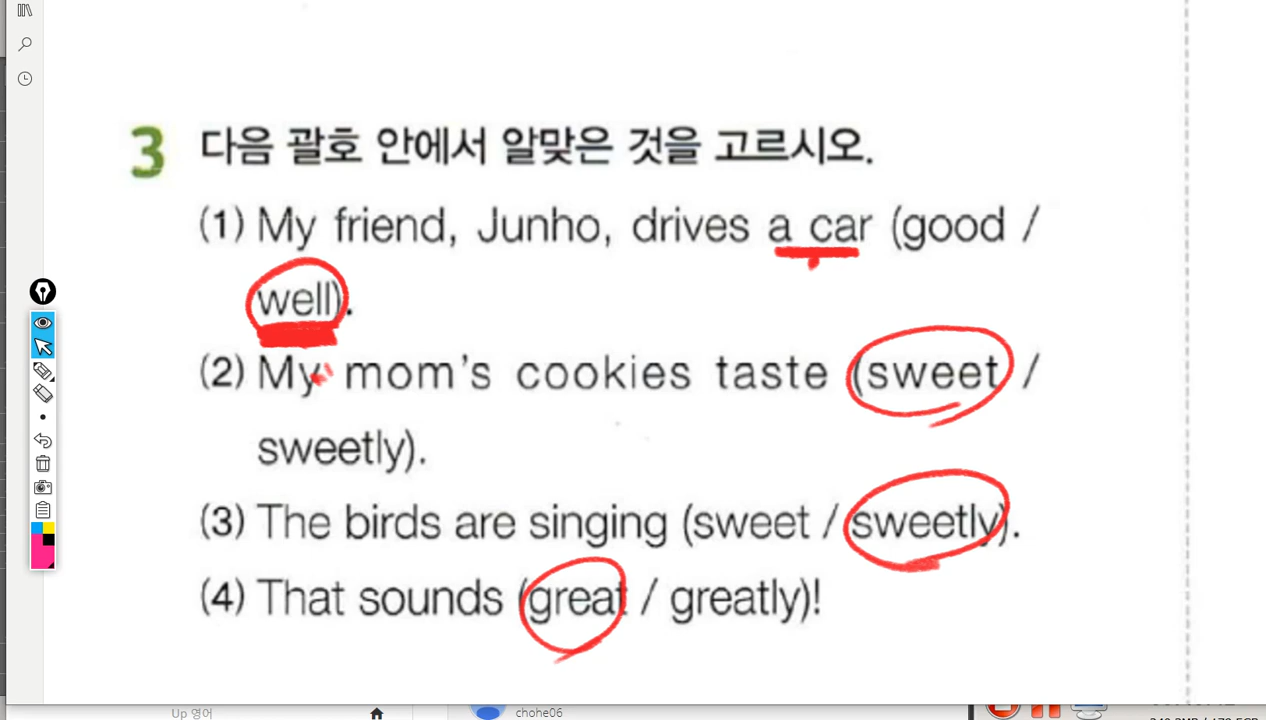 3 다음 괄호 안에서 알맞은 것을 고르시오.
(1) My friend, Junho, drives a car (good /
well).
(2) My mom's cookies taste (sweet /
sweetly).
(3) The birds are singing (sweet / sweetly).
(4) That sounds (great / greatly)!
Up 영어
chohe06